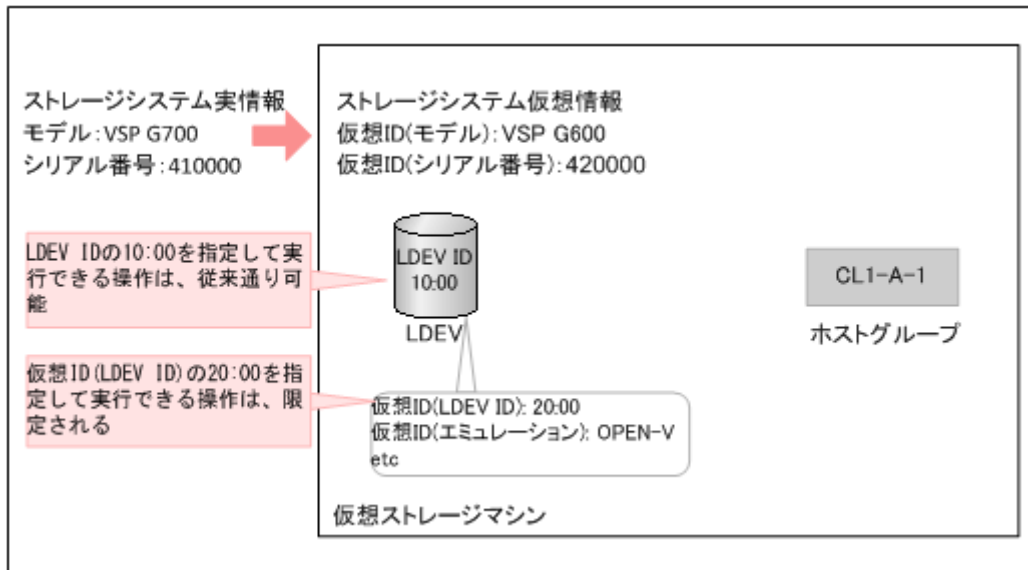 ストレージシステム実情報
モデル:VSP G700
シリアル番号:410000
ストレージシステム仮想情報
仮想ID(モデル):VSP G600
仮想ID(シリアル番号):420000
LDEV IDの10:00を指定して実
行できる操作は、従来通り可
能
LDEV ID
10:00
LDEV
CL1-A-1
ホストグループ
仮想ID(LDEV ID)の20:00を指
定して実行できる操作は、限
定される
仮想ID(LDEV ID): 20:00
仮想ID(エミュレーション): OPEN-V
etc
仮想ストレージマシン